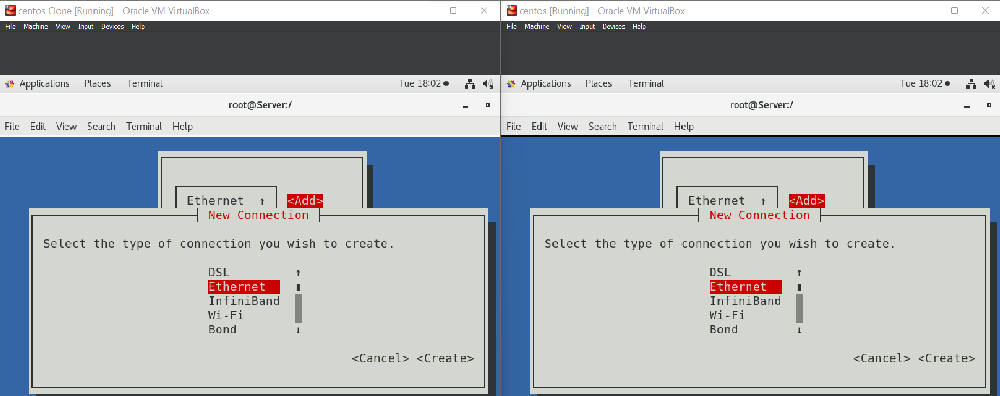 centos Clone [Running] - Oracle VM VirtualBox
File Machine View Input Devices Help
Applications Places Terminal Tue 18:02
root@Server:/
File Edit View Search Terminal Help
Ethernet ↑ <Add>
New Connection
Select the type of connection you wish to create.
DSL ↑
Ethernet
InfiniBand
Wi-Fi
Bond ↓
<Cancel> <Create>
centos [Running] - Oracle VM VirtualBox
File Machine View Input Devices Help
Applications Places Terminal Tue 18:02
root@Server:/
File Edit View Search Terminal Help
Ethernet ↑ <Add>
New Connection
Select the type of connection you wish to create.
DSL ↑
Ethernet
InfiniBand
Wi-Fi
Bond ↓
<Cancel> <Create>